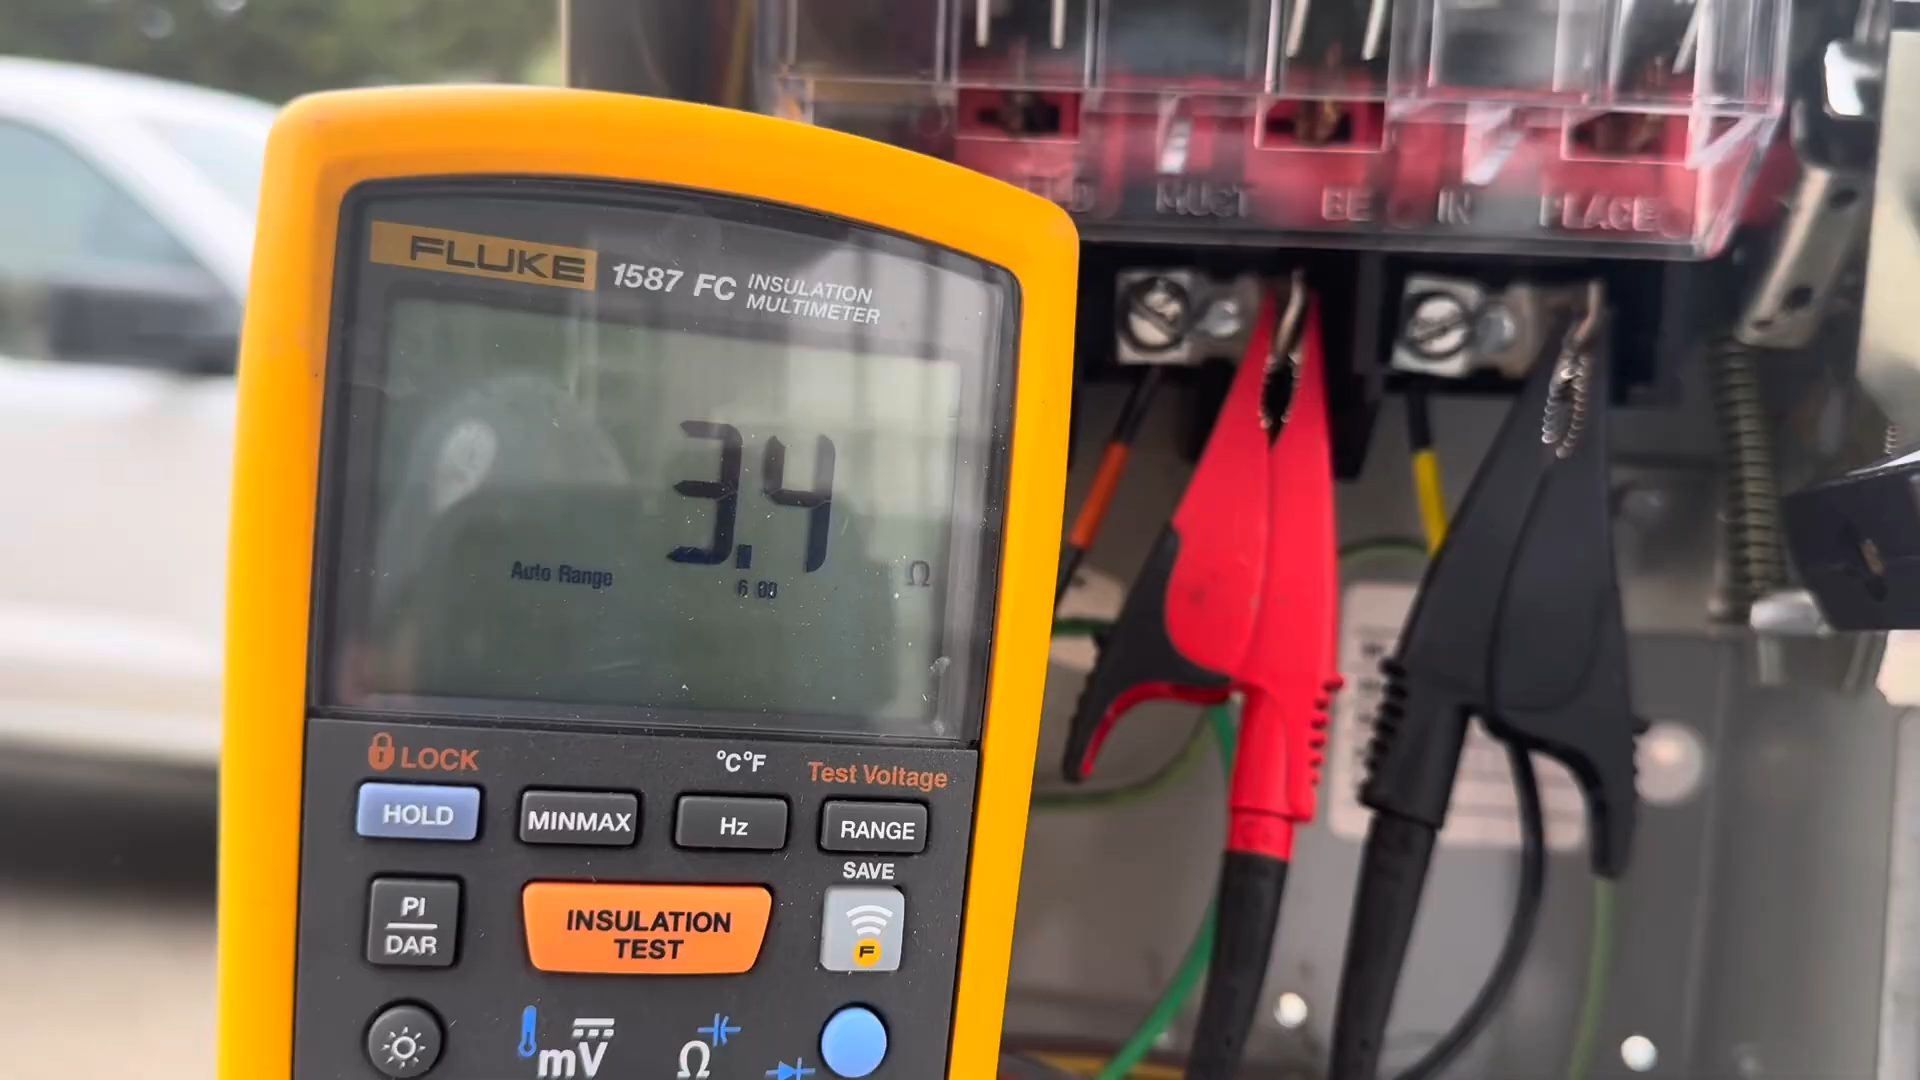 MUST BE IN PLACE
FLUKE 1587 FC INSULATION MULTIMETER
3.4
Auto Range
Ω
LOCK
°C°F
Test Voltage
HOLD
MINMAX
Hz
RANGE
SAVE
PI
DAR
INSULATION
TEST
F
mV
Ω